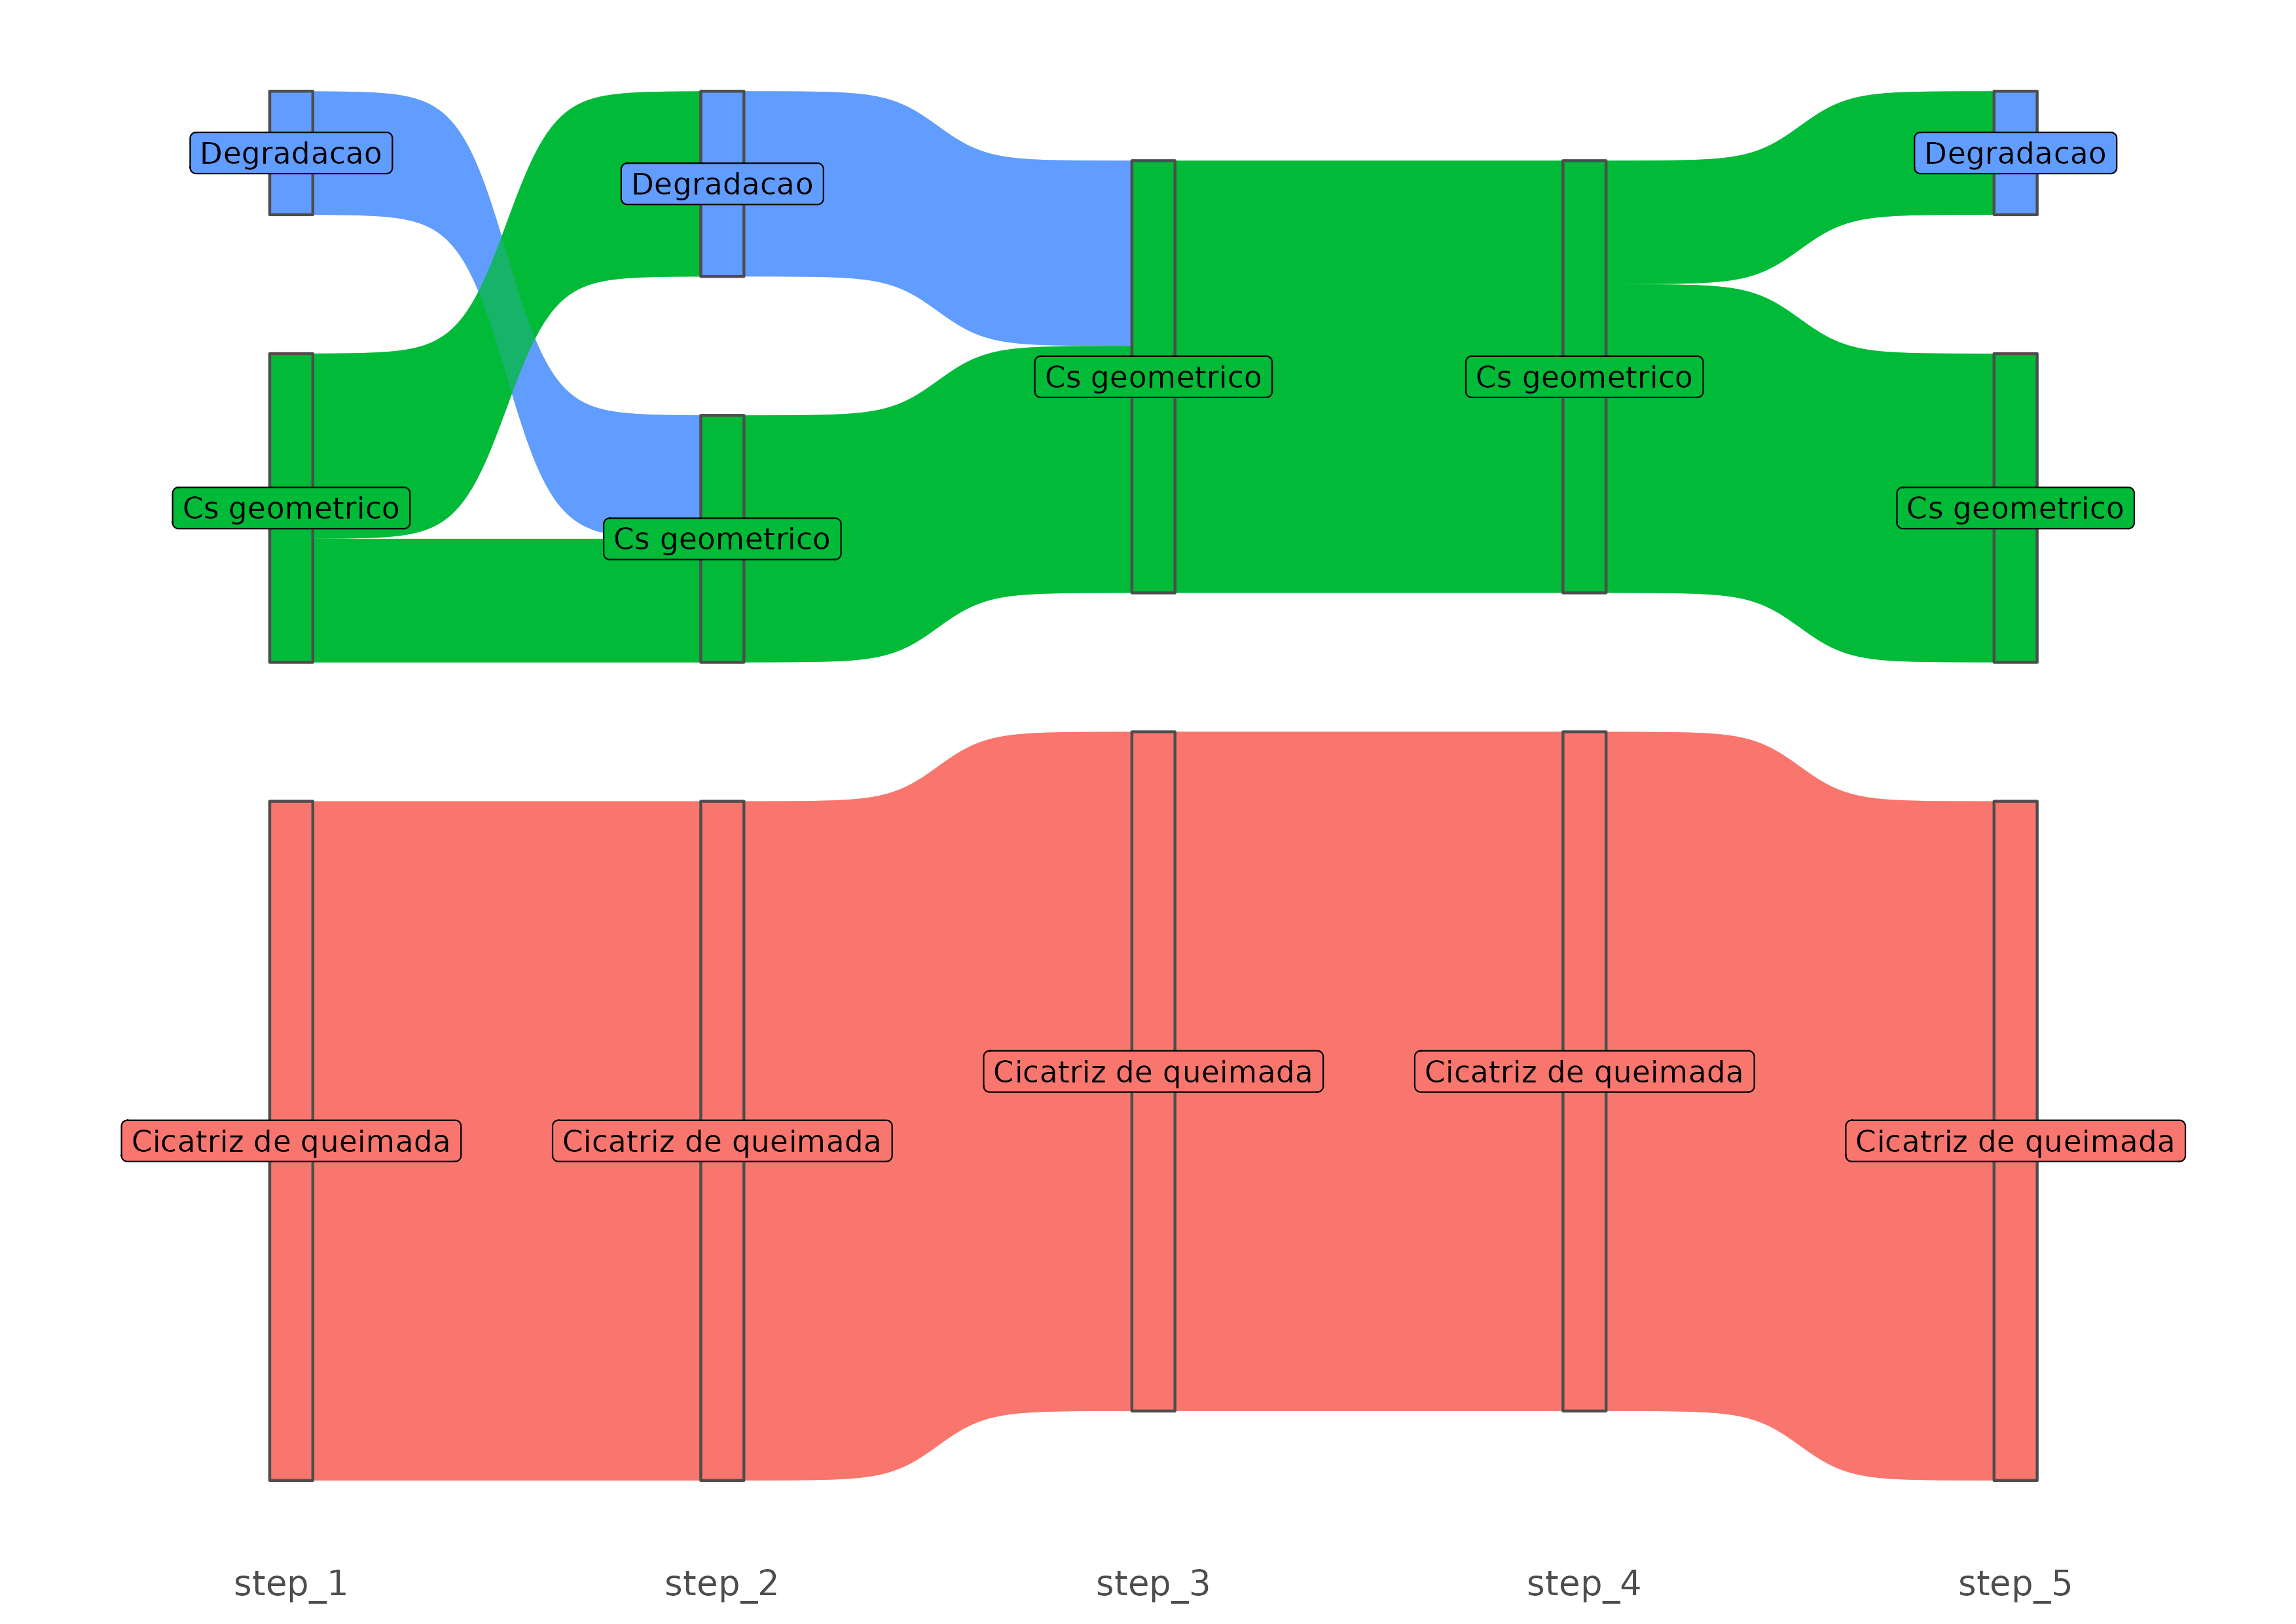 Degradacao
Degradacao
Degradacao
Cs geometrico
Cs geometrico
Cs geometrico
Cs geometrico
Cs geometrico
Cicatriz de queimada
Cicatriz de queimada
Cicatriz de queimada
Cicatriz de queimada
Cicatriz de queimada
step_1
step_2
step_3
step_4
step_5